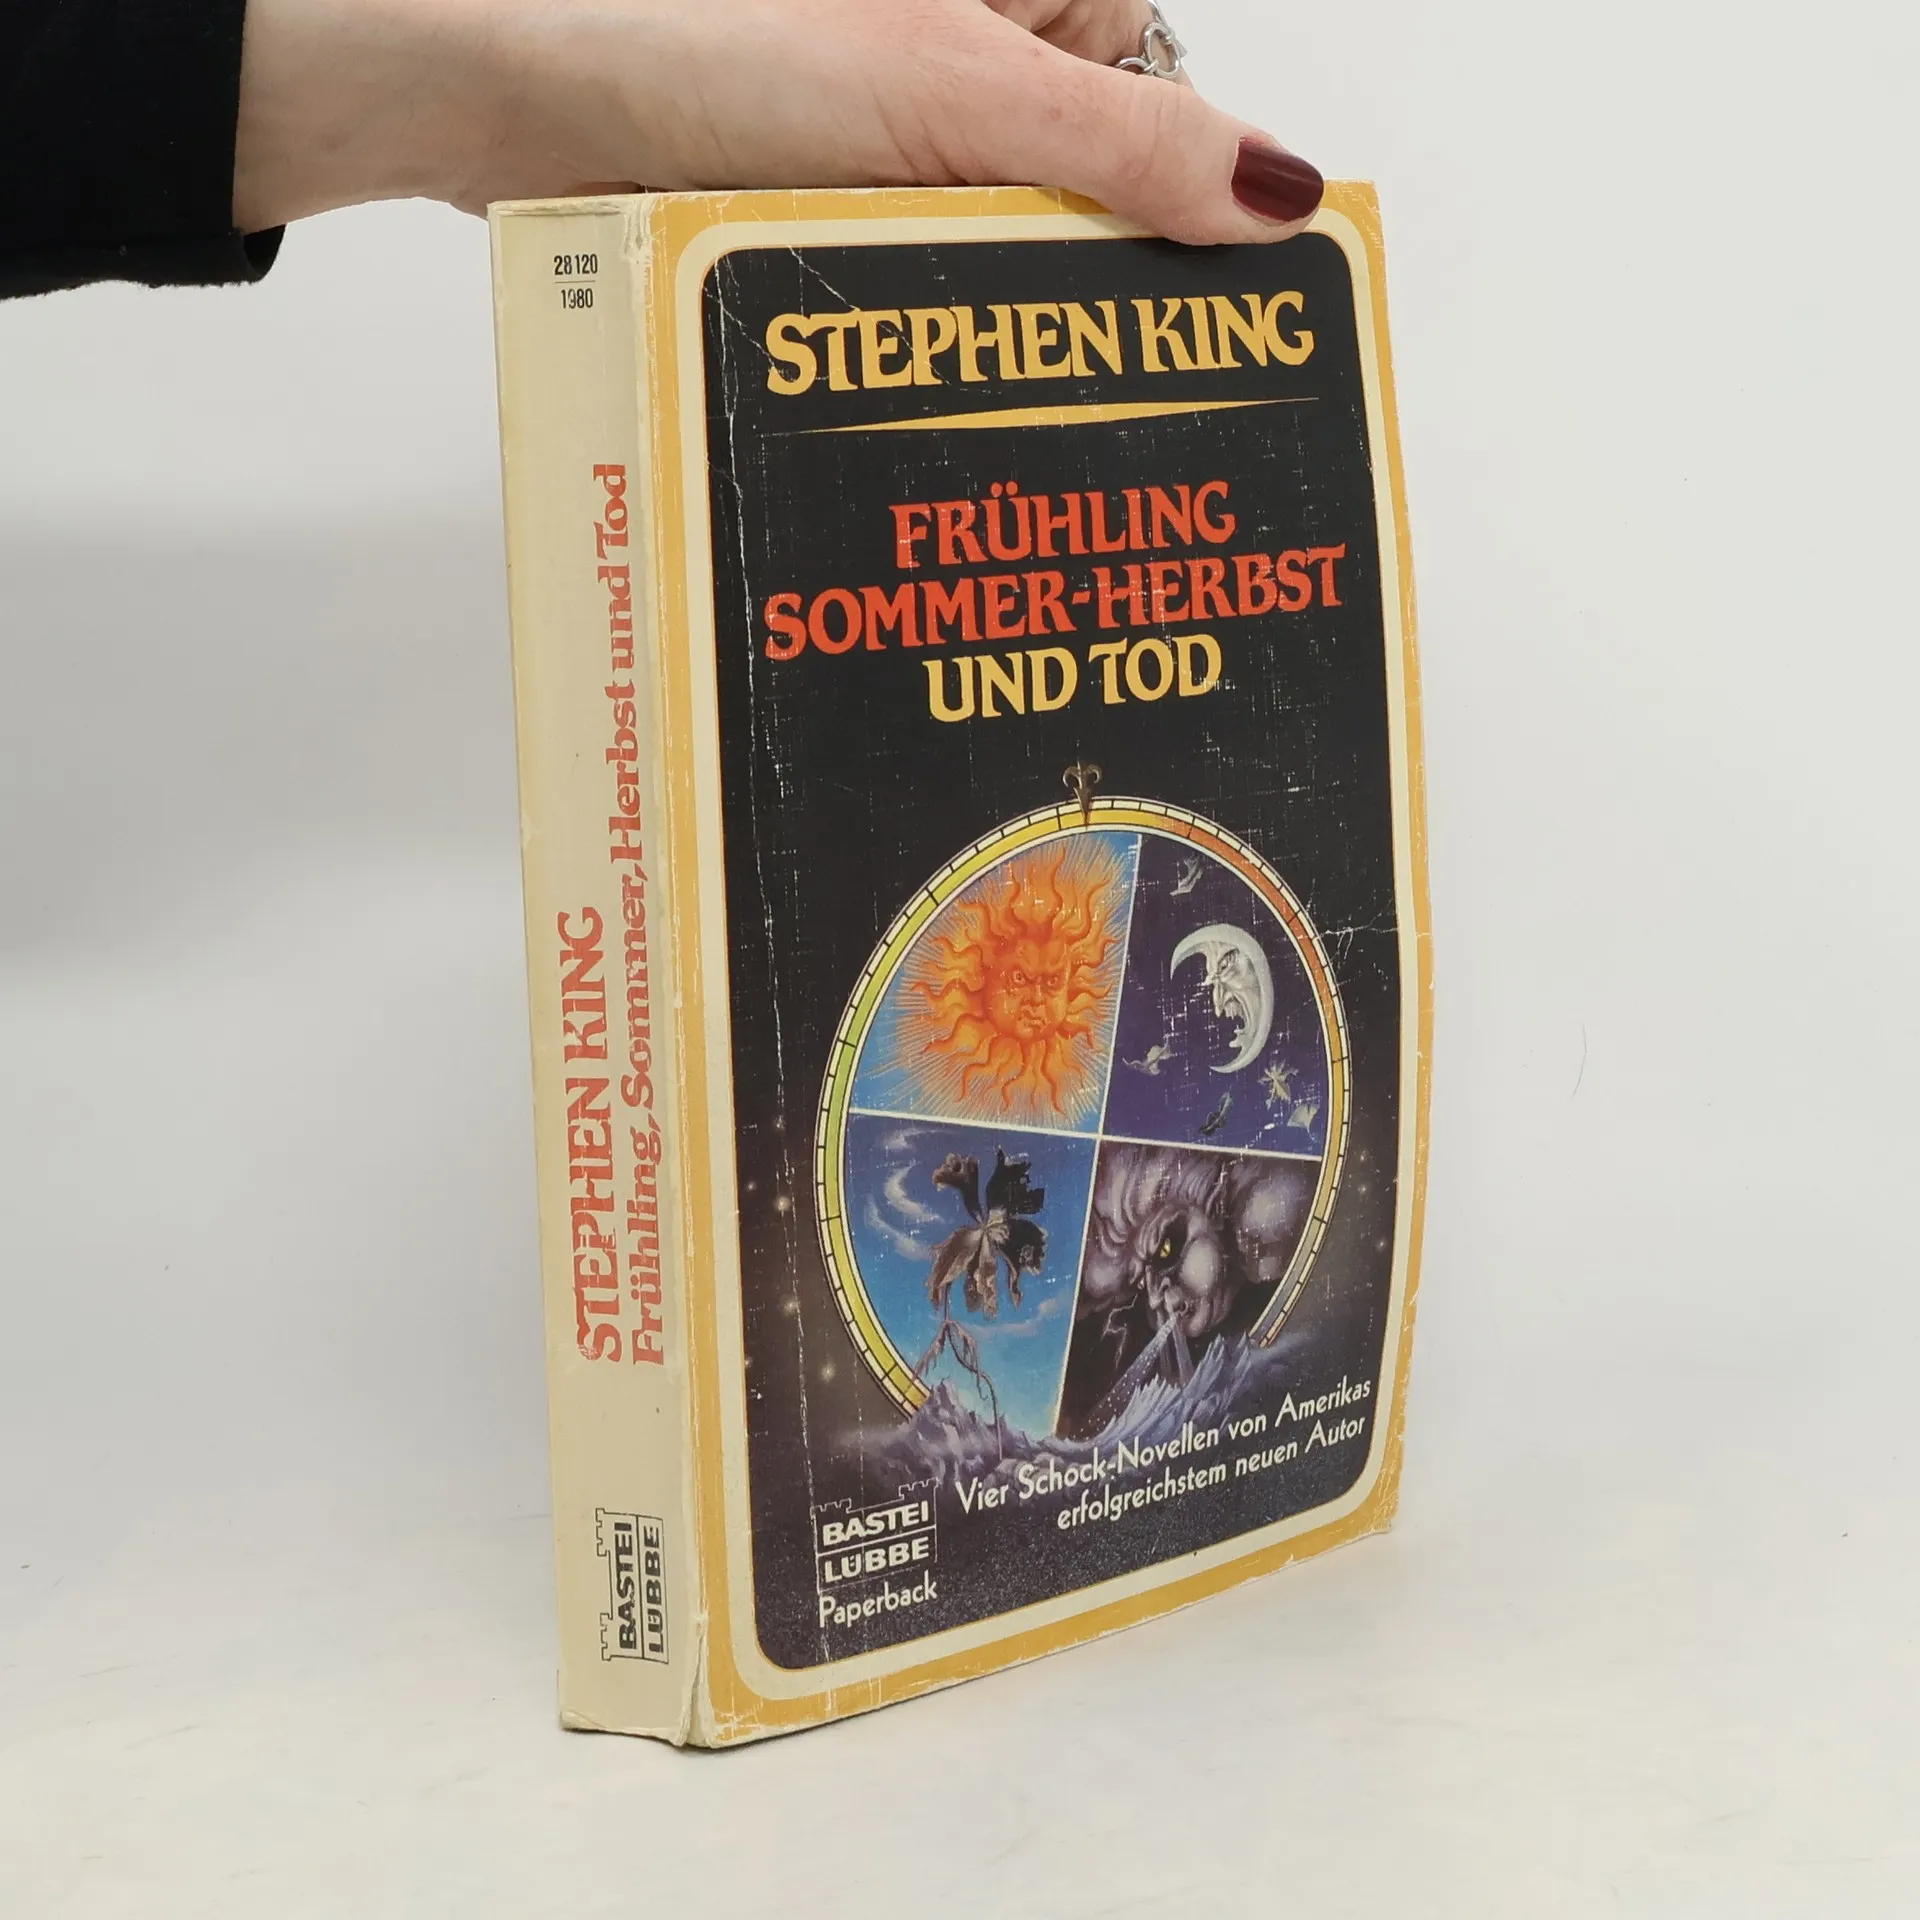 28120
1980
STEPHEN KING
Frühling, Sommer, Herbst und Tod
BASTEI
LÜBBE
STEPHEN KING
FRÜHLING
SOMMER-HERBST
UND TOD
Vier Schock-Novellen von Amerikas
erfolgreichstem neuen Autor
BASTEI
LÜBBE
Paperback